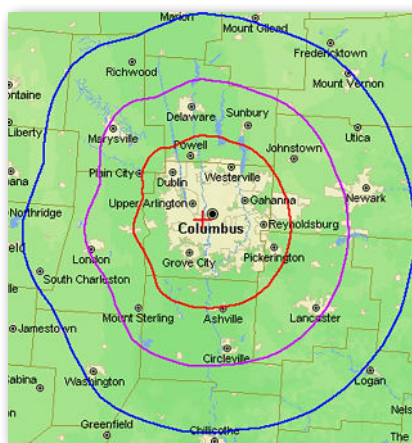 Marion
Mount Gilead
Fredericktown
Richwood
Mount Vernon
ontaine
Delaware
Sunbury
Liberty
Marysville
Utica
Powell
Johnstown
Plain City
Westerville
Dublin
Newark
Upper Arlington
Gahanna
Northridge
Columbus
Reynoldsburg
Grove City
Pickerington
London
South Charleston
Mount Sterling
Ashville
Lancaster
Jamestown
Circleville
Washington
Logan
Sabina
Greenfield
Chillicothe
Nels
The